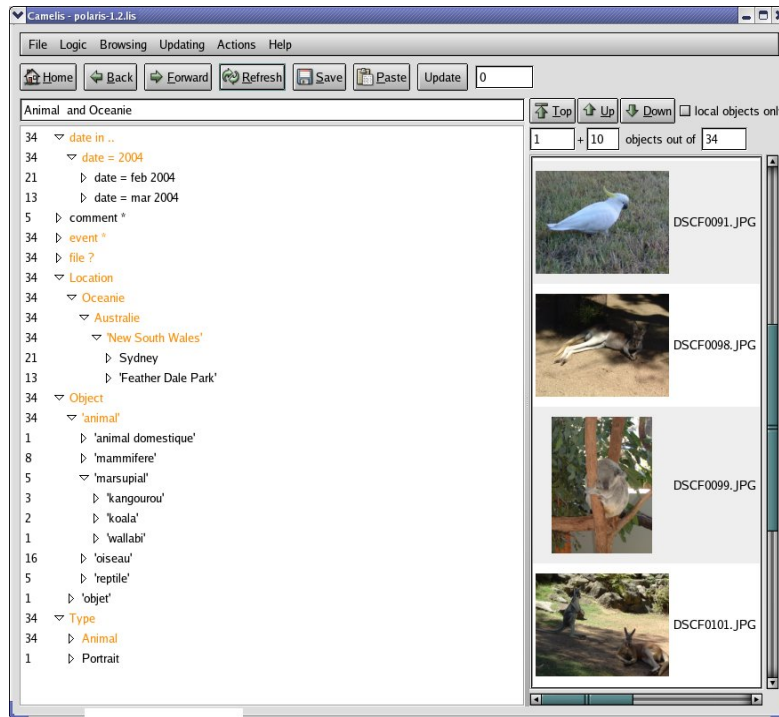 Camelis - polaris-1.2.lis
File Logic Browsing Updating Actions Help
Home Back Forward Refresh Save Paste Update 0
Animal and Oceanie
Top Up Down local objects onl
1 + 10 objects out of 34
34 date in ..
34 date = 2004
21 date = feb 2004
13 date = mar 2004
5 comment *
34 event *
34 file ?
34 Location
34 Oceanie
34 Australie
34 'New South Wales'
21 Sydney
13 'Feather Dale Park'
34 Object
34 'animal'
1 'animal domestique'
8 'mammifere'
5 'marsupial'
3 'kangourou'
2 'koala'
1 'wallabi'
16 'oiseau'
5 'reptile'
1 'objet'
34 Type
34 Animal
1 Portrait
DSCF0091.JPG
DSCF0098.JPG
DSCF0099.JPG
DSCF0101.JPG